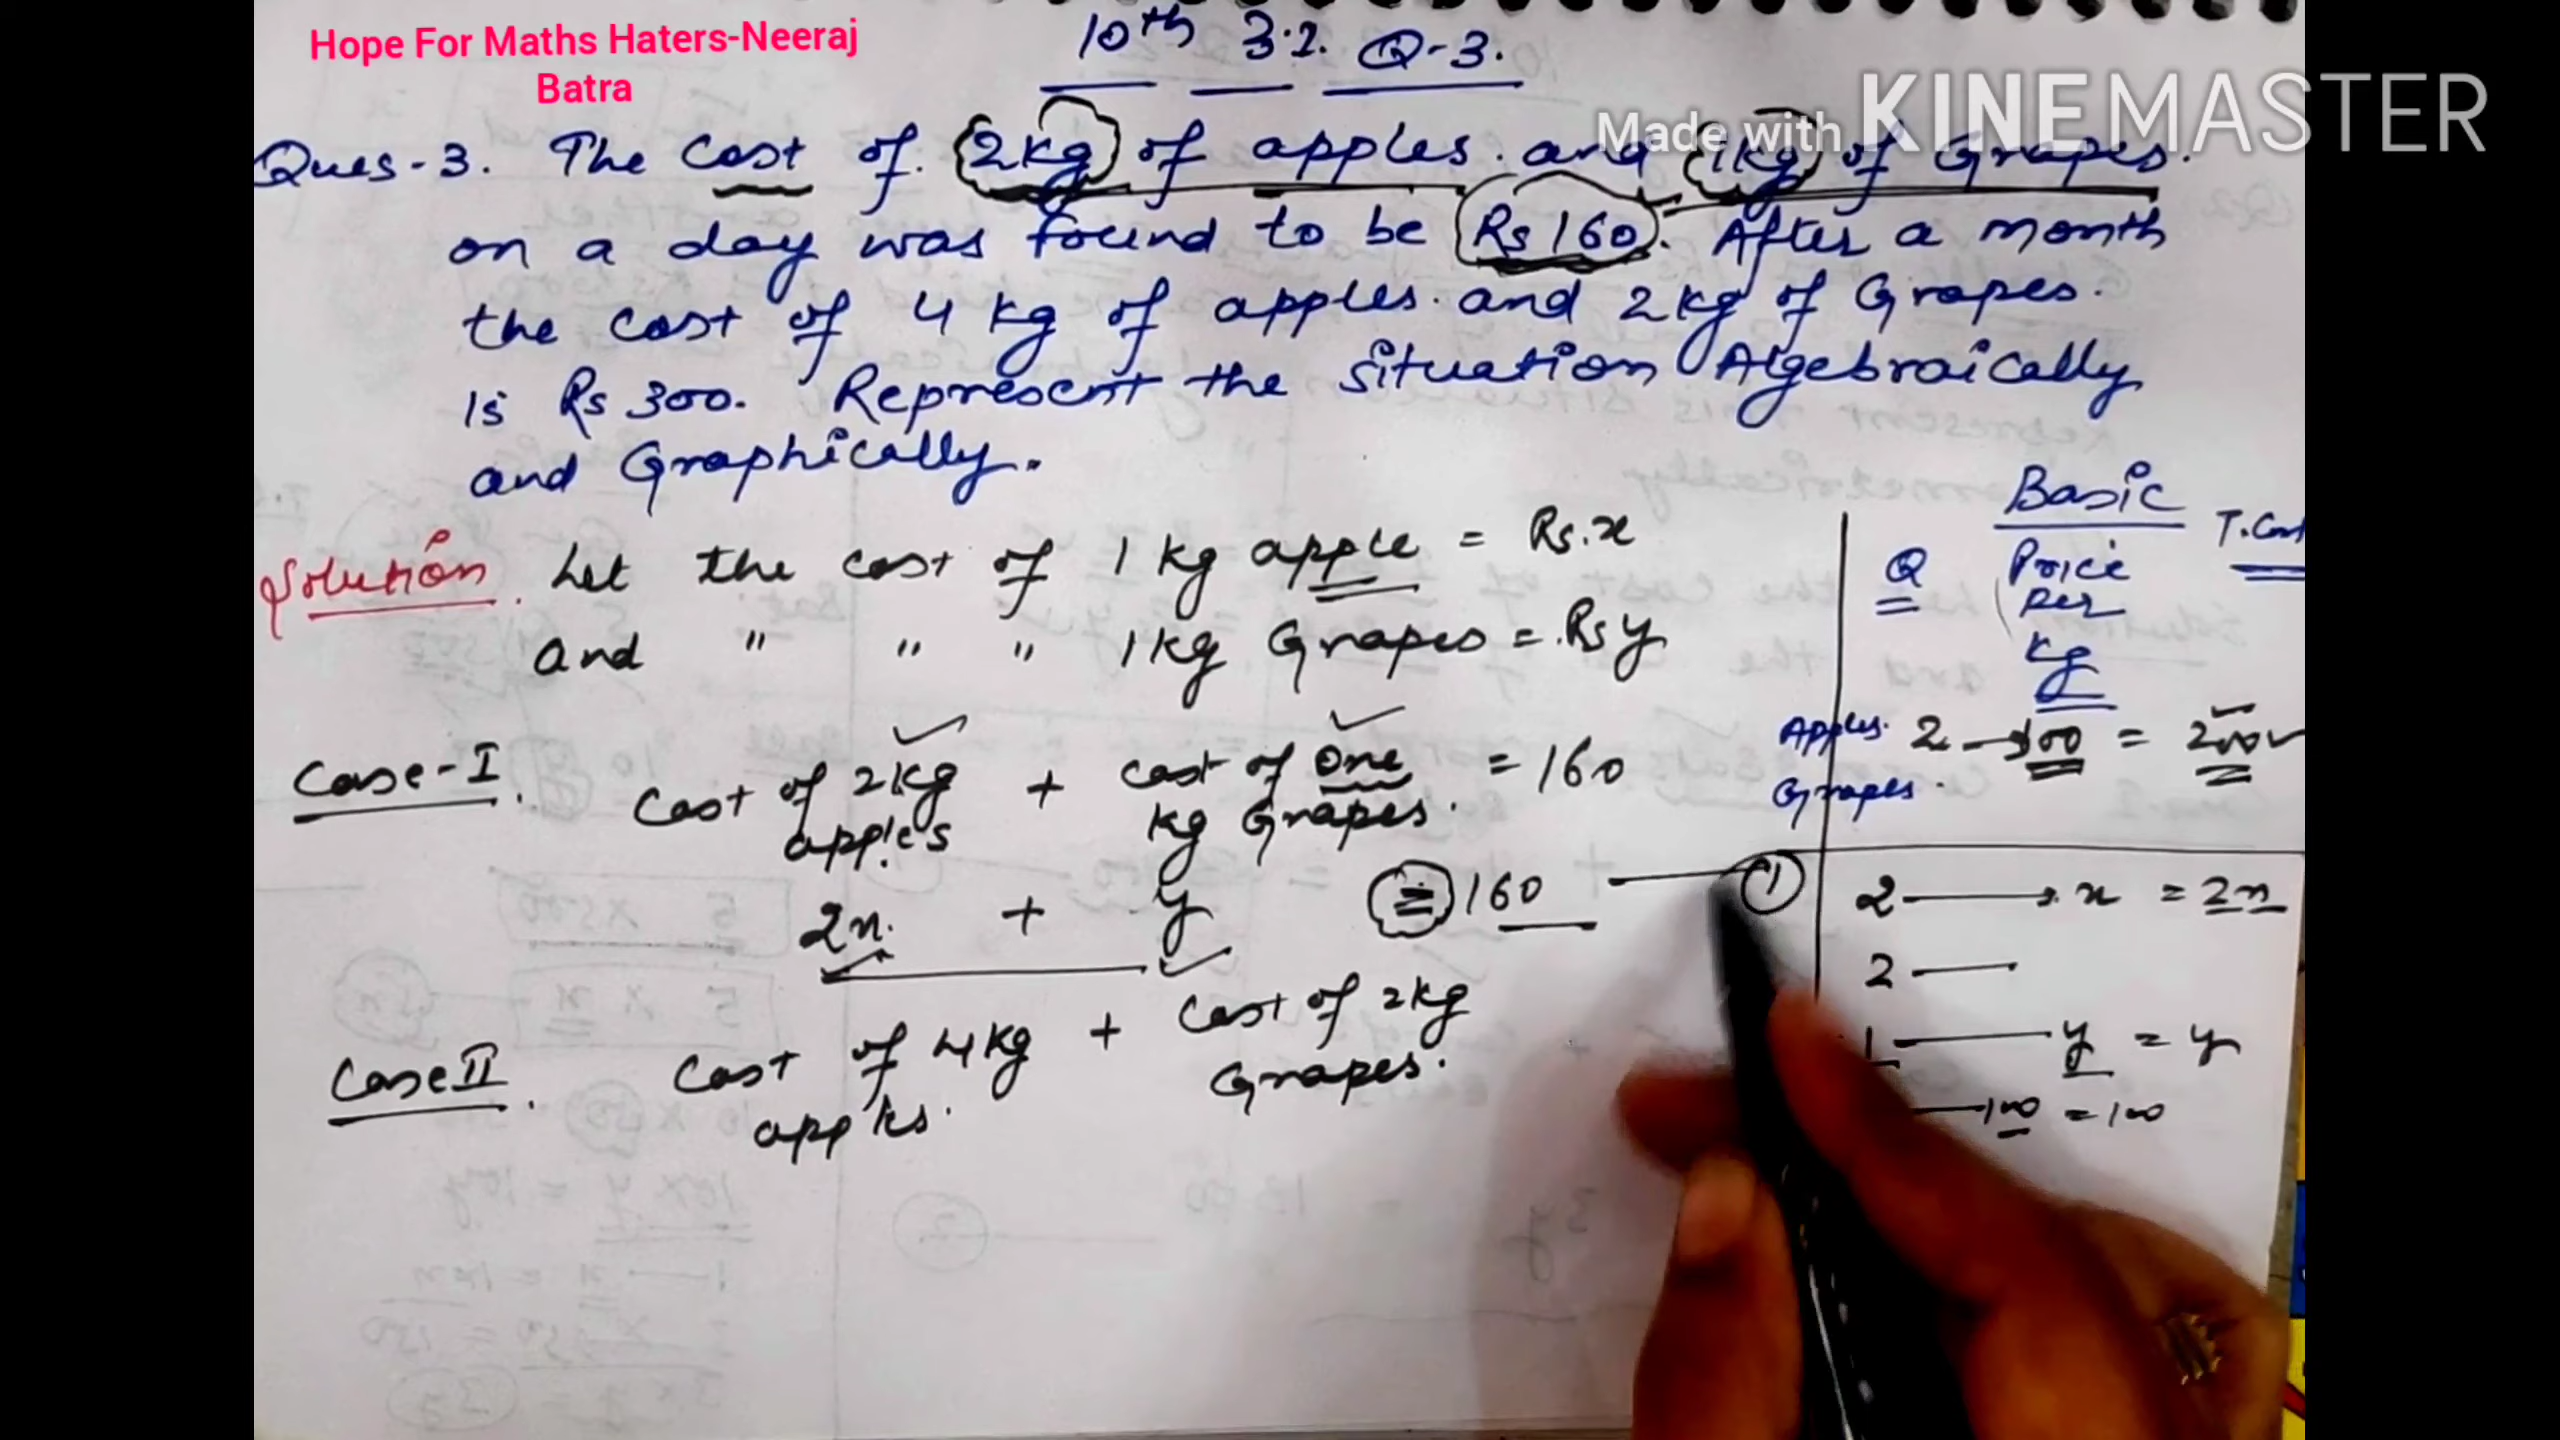 Hope For Maths Haters-Neeraj
Batra
10th 3.1. Q-3.
Made with KINEMASTER
Ques-3. The cost of 2kg of apples and 1kg of Grapes.
on a day was found to be Rs 160. After a month
the cost of 4 kg of apples and 2 kg of Grapes.
is Rs 300. Represent the situation Algebraically
and Graphically.
Solution. Let the cost of 1 kg apple = Rs. x
and " " " 1 kg Grapes = Rs y
Case-I. Cost of 2kg + cost of one = 160
apples kg Grapes.
2x. + y = 160 — 1
Case II. Cost of 4kg + Cost of 2kg
apples. Grapes.
Basic
Q Price T. Cost
Per
kg
Apples. 2 → 100 = 200
Grapes.
2 → x = 2x
2 —
1 — y = y
— 100 = 100